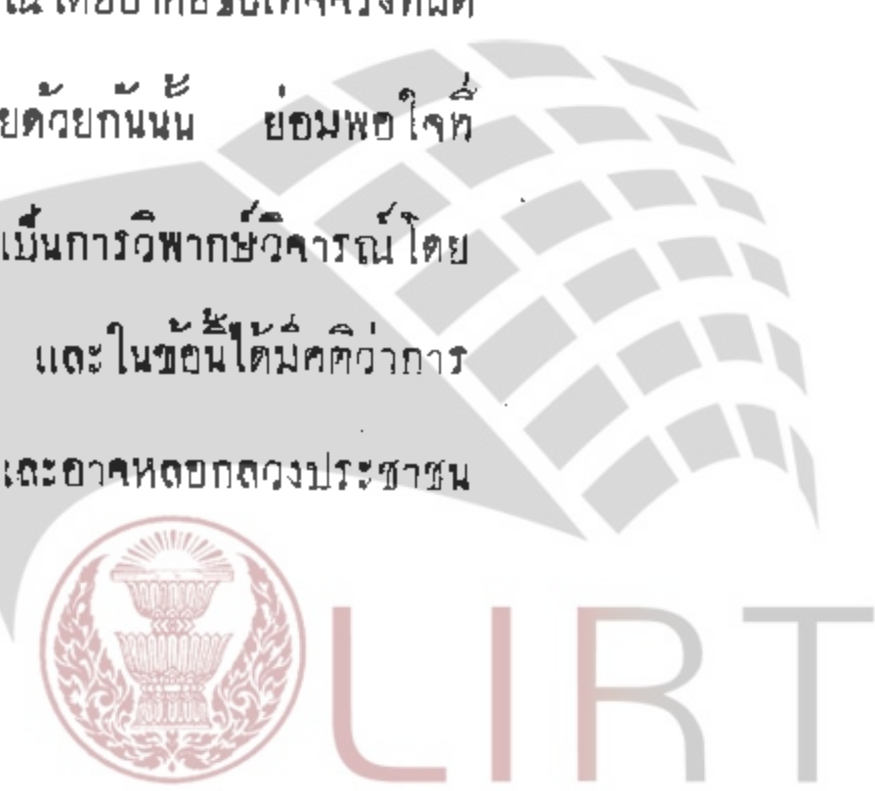 ยด้วยกันนั้น ย่อมพอใจที่
เป็นการวิพากษ์วิจารณ์โดย
และในข้อนี้ได้มีคติว่าการ
และอาจหลอกลวงประชาชน
LIRT